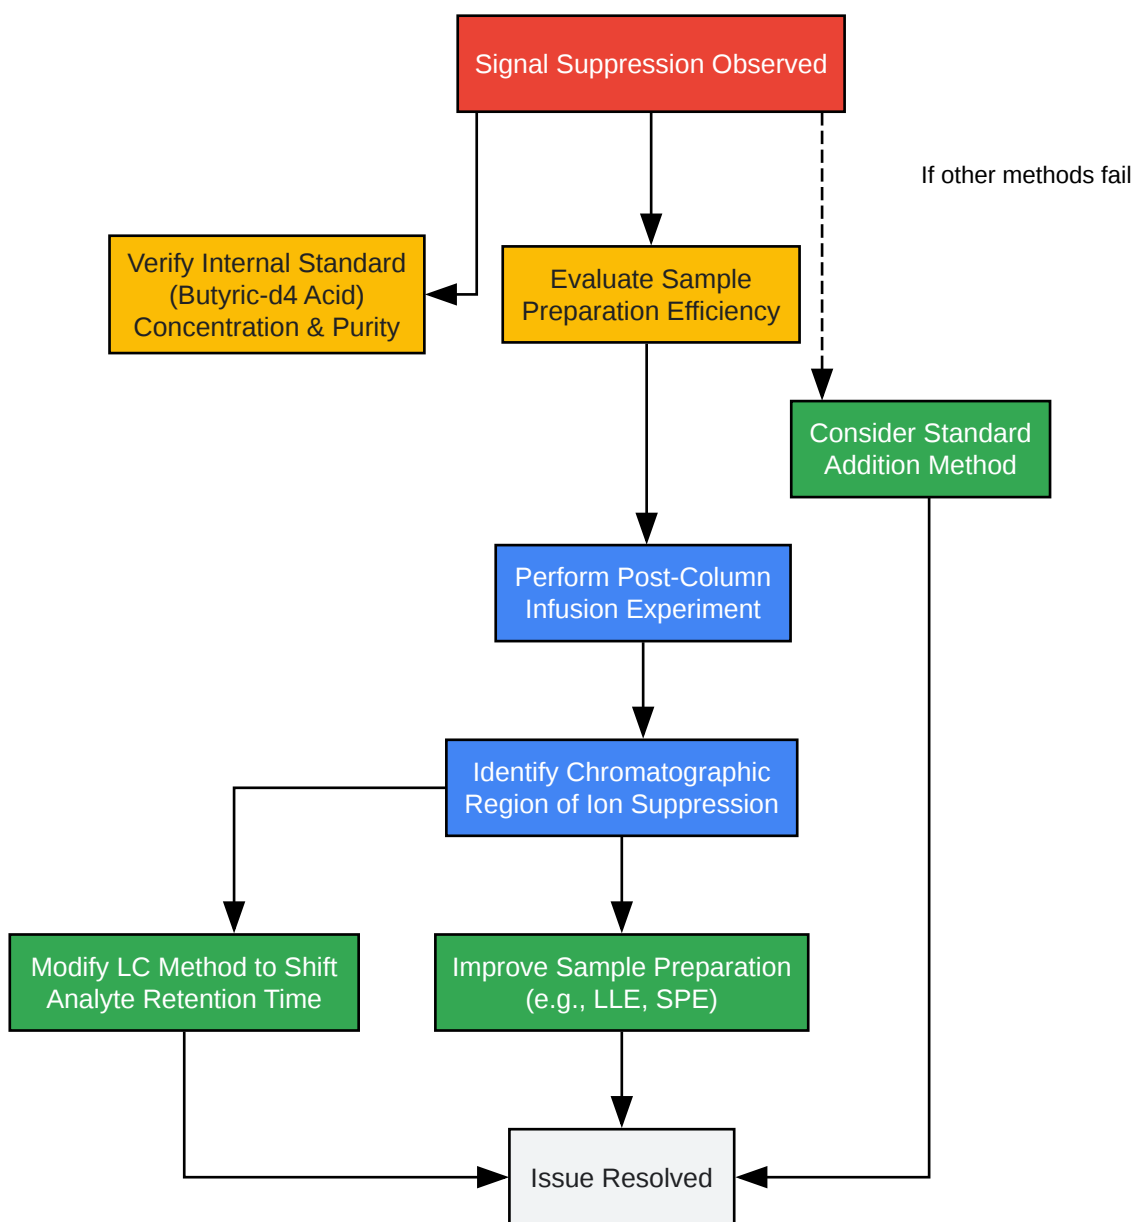 Signal Suppression Observed
If other methods fail
Verify Internal Standard
(Butyric-d4 Acid)
Concentration & Purity
Evaluate Sample
Preparation Efficiency
Consider Standard
Addition Method
Perform Post-Column
Infusion Experiment
Identify Chromatographic
Region of Ion Suppression
Modify LC Method to Shift
Analyte Retention Time
Improve Sample Preparation
(e.g., LLE, SPE)
Issue Resolved